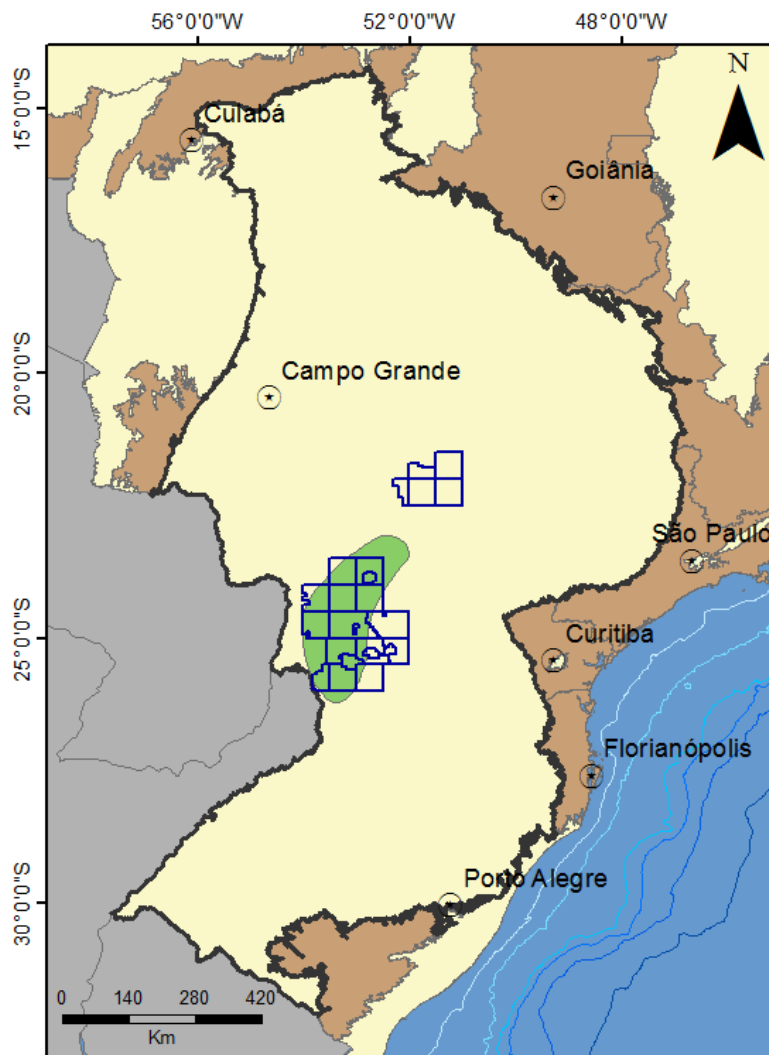 56°0'0"W 52°0'0"W 48°0'0"W
15°0'0"S
N
Cuiabá
Goiânia
20°0'0"S
Campo Grande
São Paulo
25°0'0"S
Curitiba
Florianópolis
30°0'0"S
Porto Alegre
0 140 280 420
Km